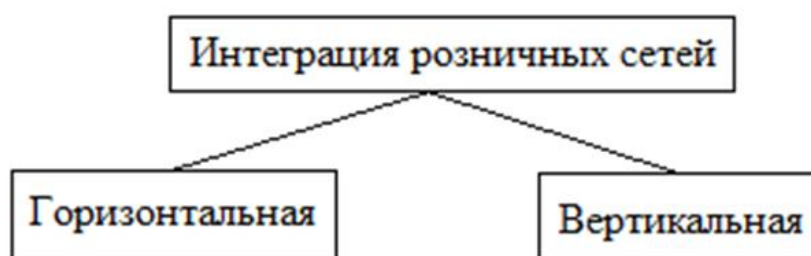 Интеграция розничных сетей
Горизонтальная
Вертикальная